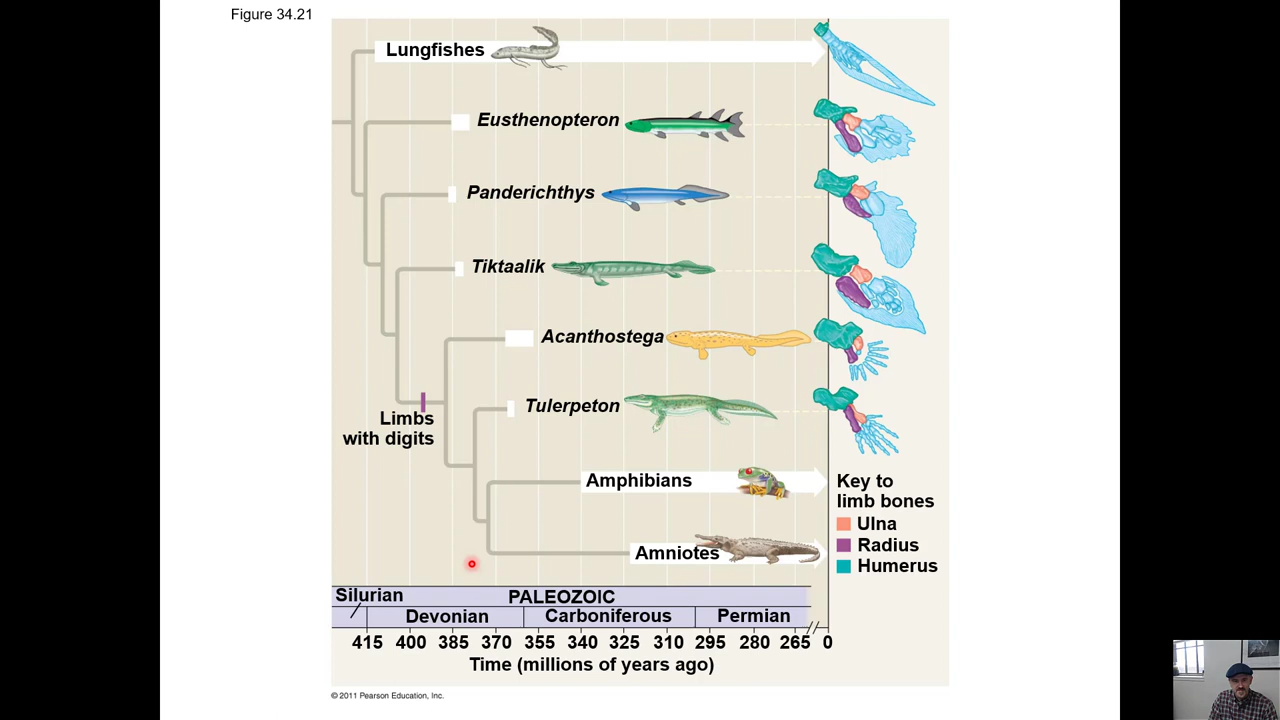 Figure 34.21
Lungfishes
Eusthenopteron
Panderichthys
Tiktaalik
Acanthostega
Limbs
with digits
Tulerpeton
Amphibians
Amniotes
Key to
limb bones
Ulna
Radius
Humerus
Silurian
PALEOZOIC
Devonian
Carboniferous
Permian
415 400 385 370 355 340 325 310 295 280 265 0
Time (millions of years ago)
© 2011 Pearson Education, Inc.